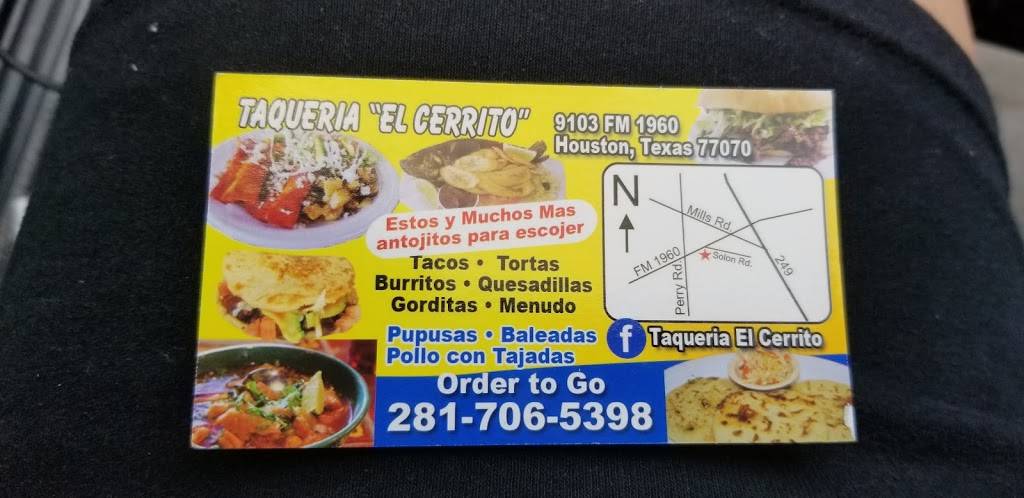 TAQUERIA "EL CERRITO"
9103 FM 1960
Houston, Texas 77070
Estos y Muchos Mas
antojitos para escojer
Tacos • Tortas
Burritos • Quesadillas
Gorditas • Menudo
Pupusas • Baleadas
Pollo con Tajadas
N
Mills Rd.
FM 1960
Solon Rd.
Perry Rd.
249
f Taqueria El Cerrito
Order to Go
281-706-5398